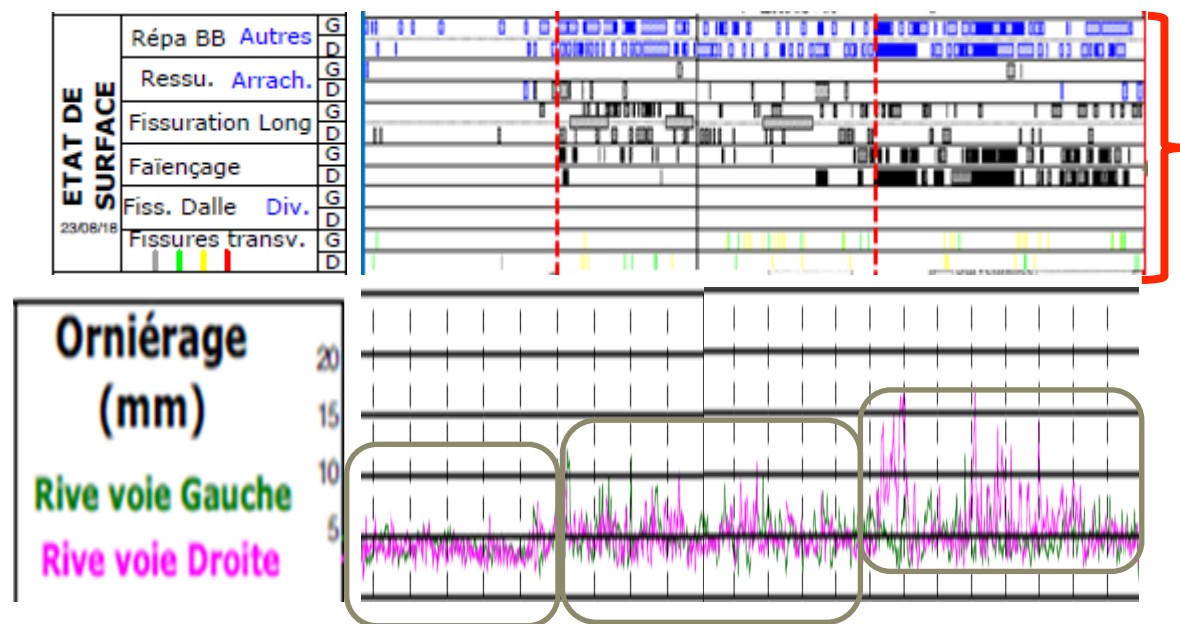 ETAT DE
SURFACE
23/08/18
Répa BB Autres G
D
Ressu. Arrach. G
D
Fissuration Long G
D
Faïençage G
D
Fiss. Dalle Div. G
D
Fissures transv. G
D
Orniérage
(mm)
20
15
10
5
Rive voie Gauche
Rive voie Droite